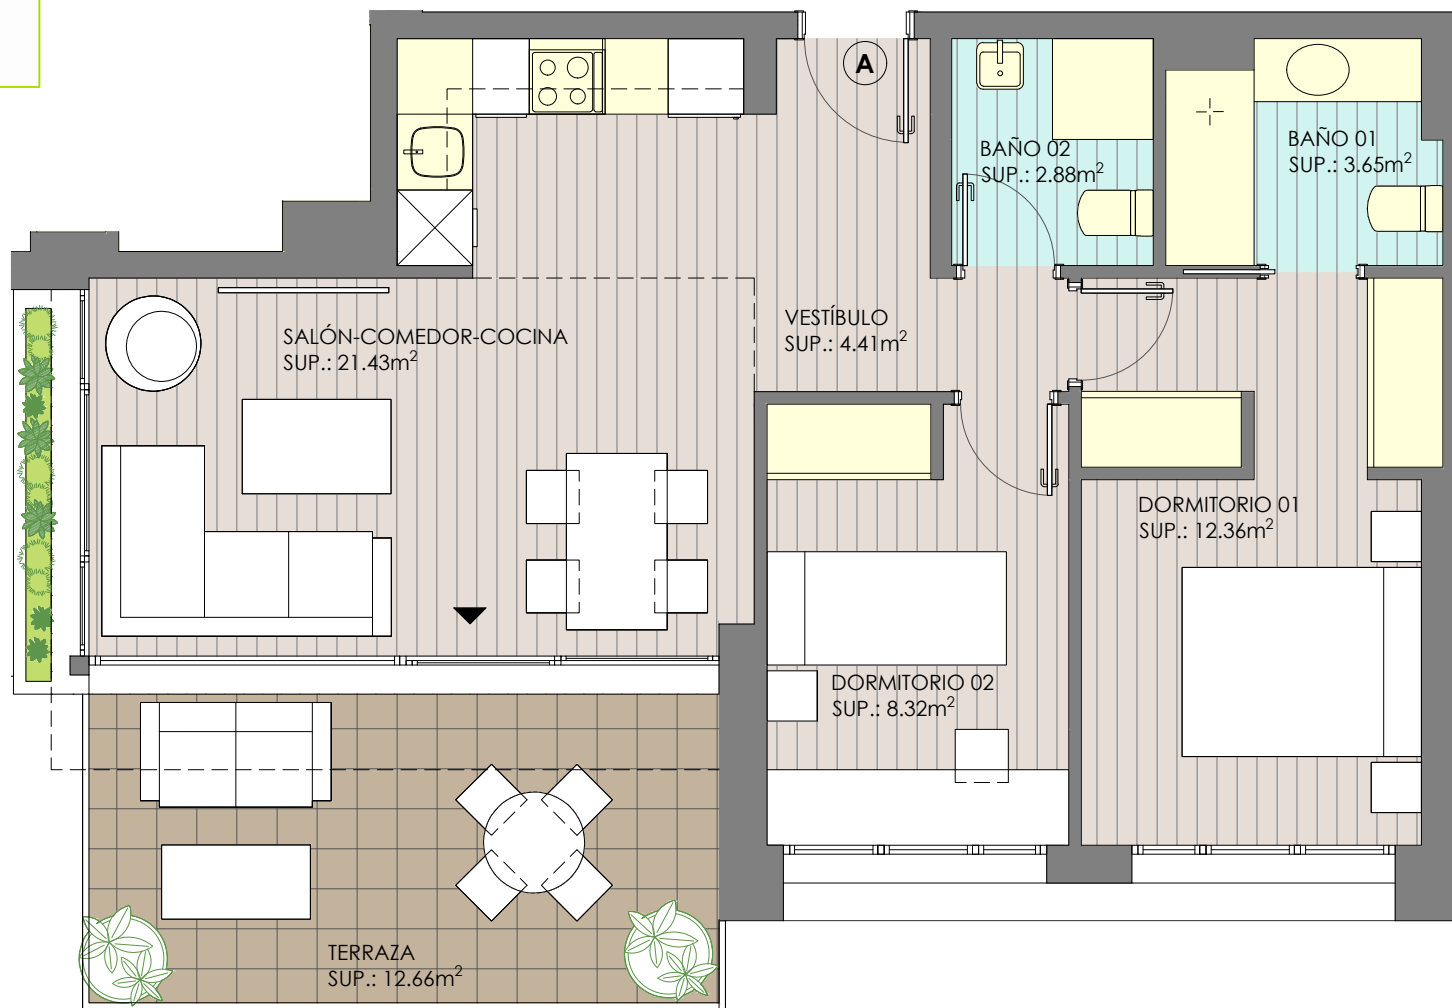 A
BAÑO 02
SUP.: 2.88m²
BAÑO 01
SUP.: 3.65m²
SALÓN-COMEDOR-COCINA
SUP.: 21.43m²
VESTÍBULO
SUP.: 4.41m²
DORMITORIO 01
SUP.: 12.36m²
DORMITORIO 02
SUP.: 8.32m²
TERRAZA
SUP.: 12.66m²